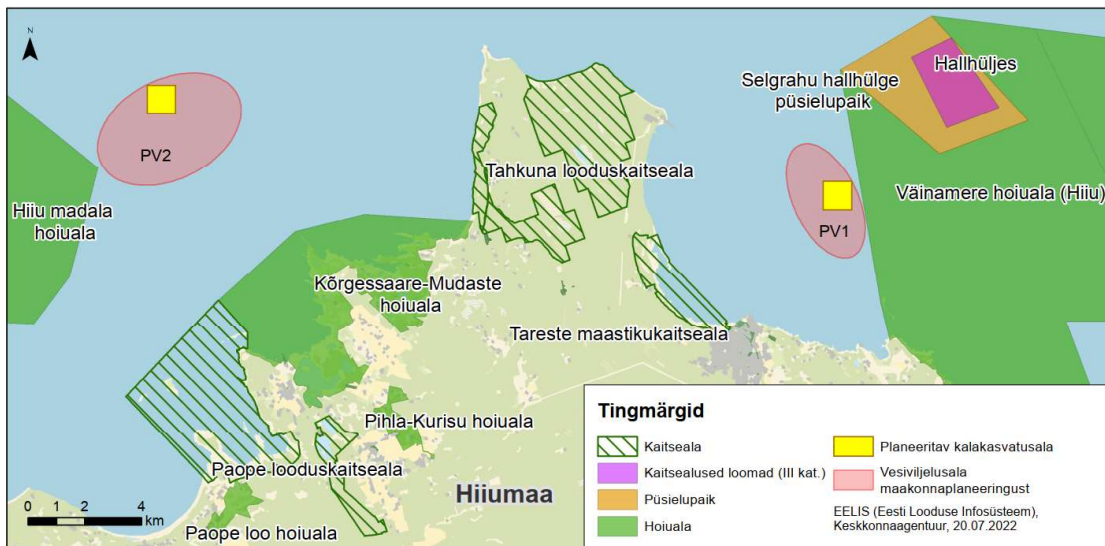 N
Hallhüljes
Selgrahu hallhülge
püsielupaik
PV2
Tahkuna looduskaitseala
Väinamere hoiuala (Hiiu)
Hiiu madala
hoiuala
PV1
Kõrgessaare-Mudaste
hoiuala
Tareste maastikukaitseala
Pihla-Kurisu hoiuala
Paope looduskaitseala
Hiiumaa
Paope loo hoiuala
0 1 2 4
km
Tingmärgid
Kaitseala
Kaitsealused loomad (III kat.)
Püsielupaik
Hoiuala
Planeeritav kalakasvatusala
Vesiviljelusala
maakonnaplaneeringust
EELIS (Eesti Looduse Infosüsteem),
Keskkonnaagentuur, 20.07.2022